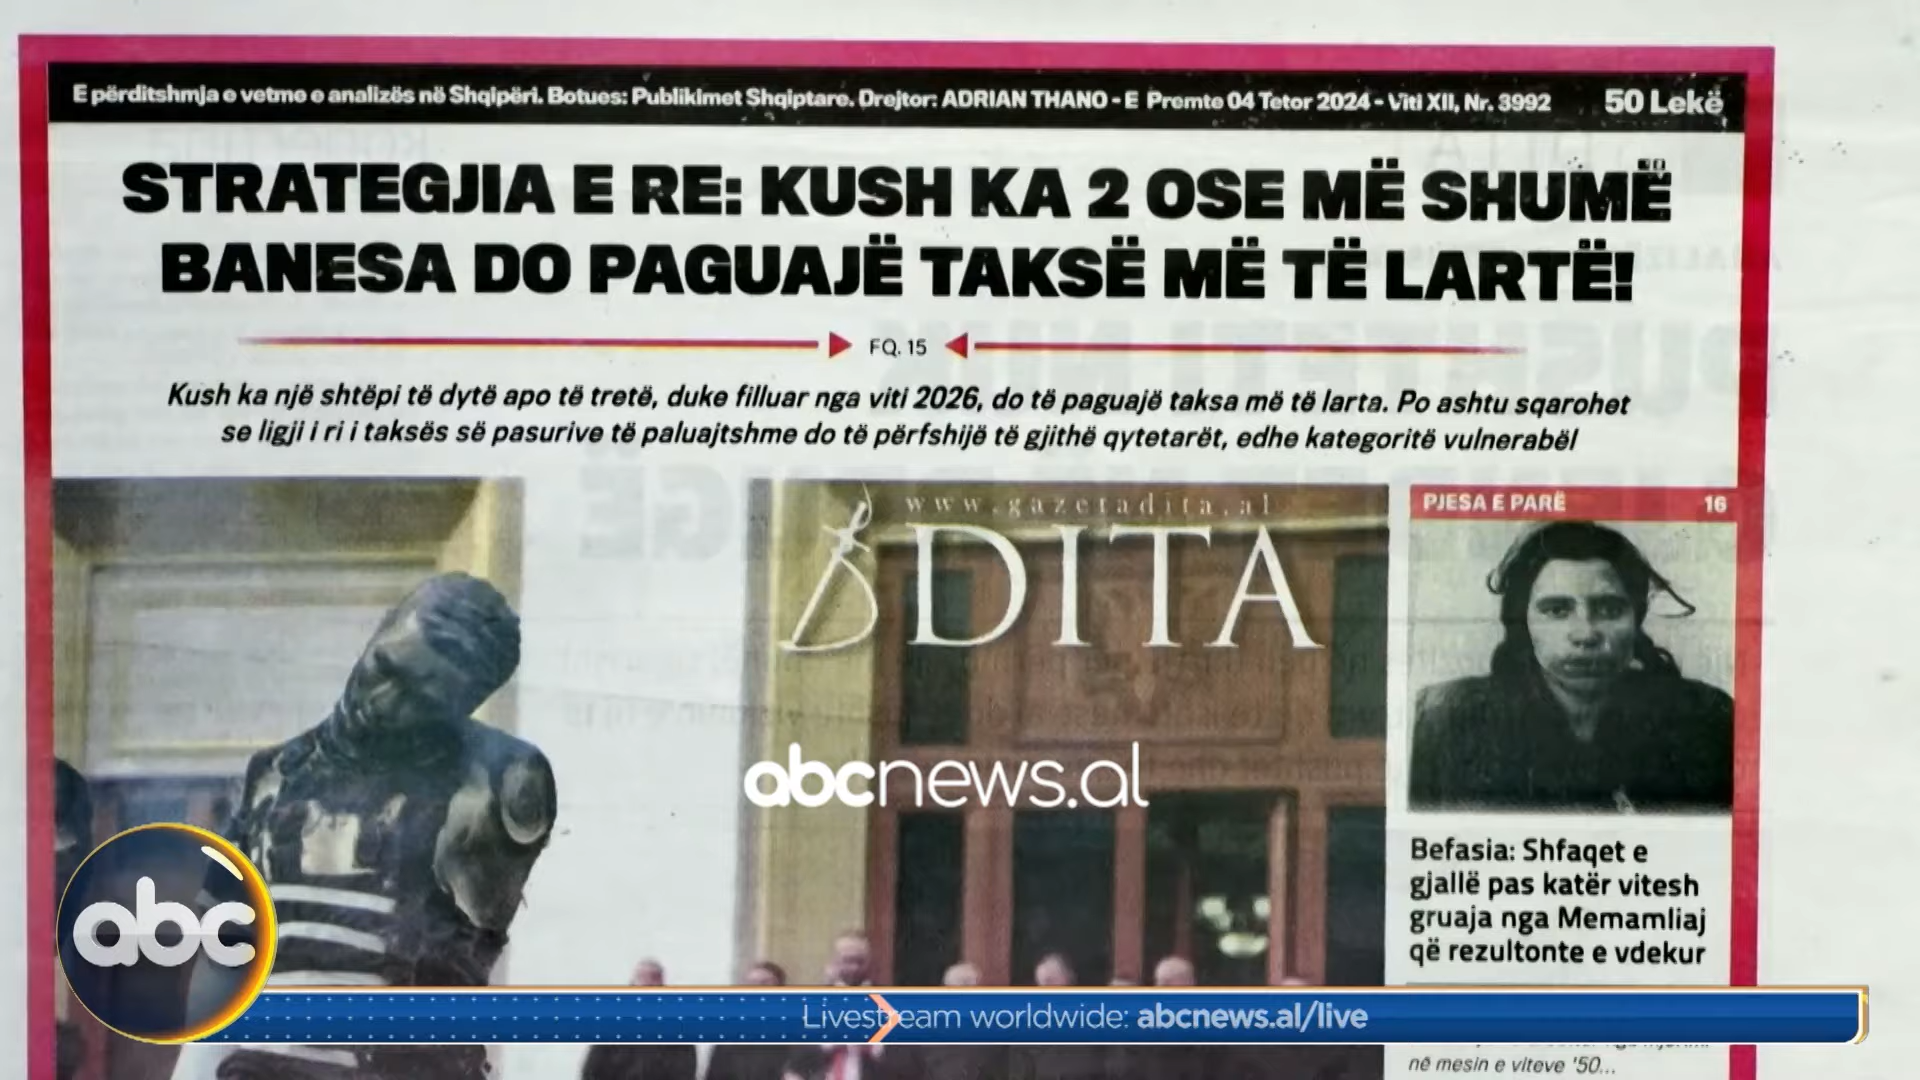 E përditshmja e vetme e analizës në Shqipëri. Botues: Publikimet Shqiptare. Drejtor: ADRIAN THANO - E Premte 04 Tetor 2024 - Viti XII, Nr. 3992 50 Lekë
STRATEGJIA E RE: KUSH KA 2 OSE MË SHUMË
BANESA DO PAGUAJË TAKSË MË TË LARTË!
FQ. 15
Kush ka një shtëpi të dytë apo të tretë, duke filluar nga viti 2026, do të paguajë taksa më të larta. Po ashtu sqarohet
se ligji i ri i taksës së pasurive të paluajtshme do të përfshijë të gjithë qytetarët, edhe kategoritë vulnerabël
www.gazetadita.al
DITA
PJESA E PARË 16
abcnews.al
Befasia: Shfaqet e
gjallë pas katër vitesh
gruaja nga Memamliaj
që rezultonte e vdekur
abc
Livestream worldwide: abcnews.al/live
në mesin e viteve '50...